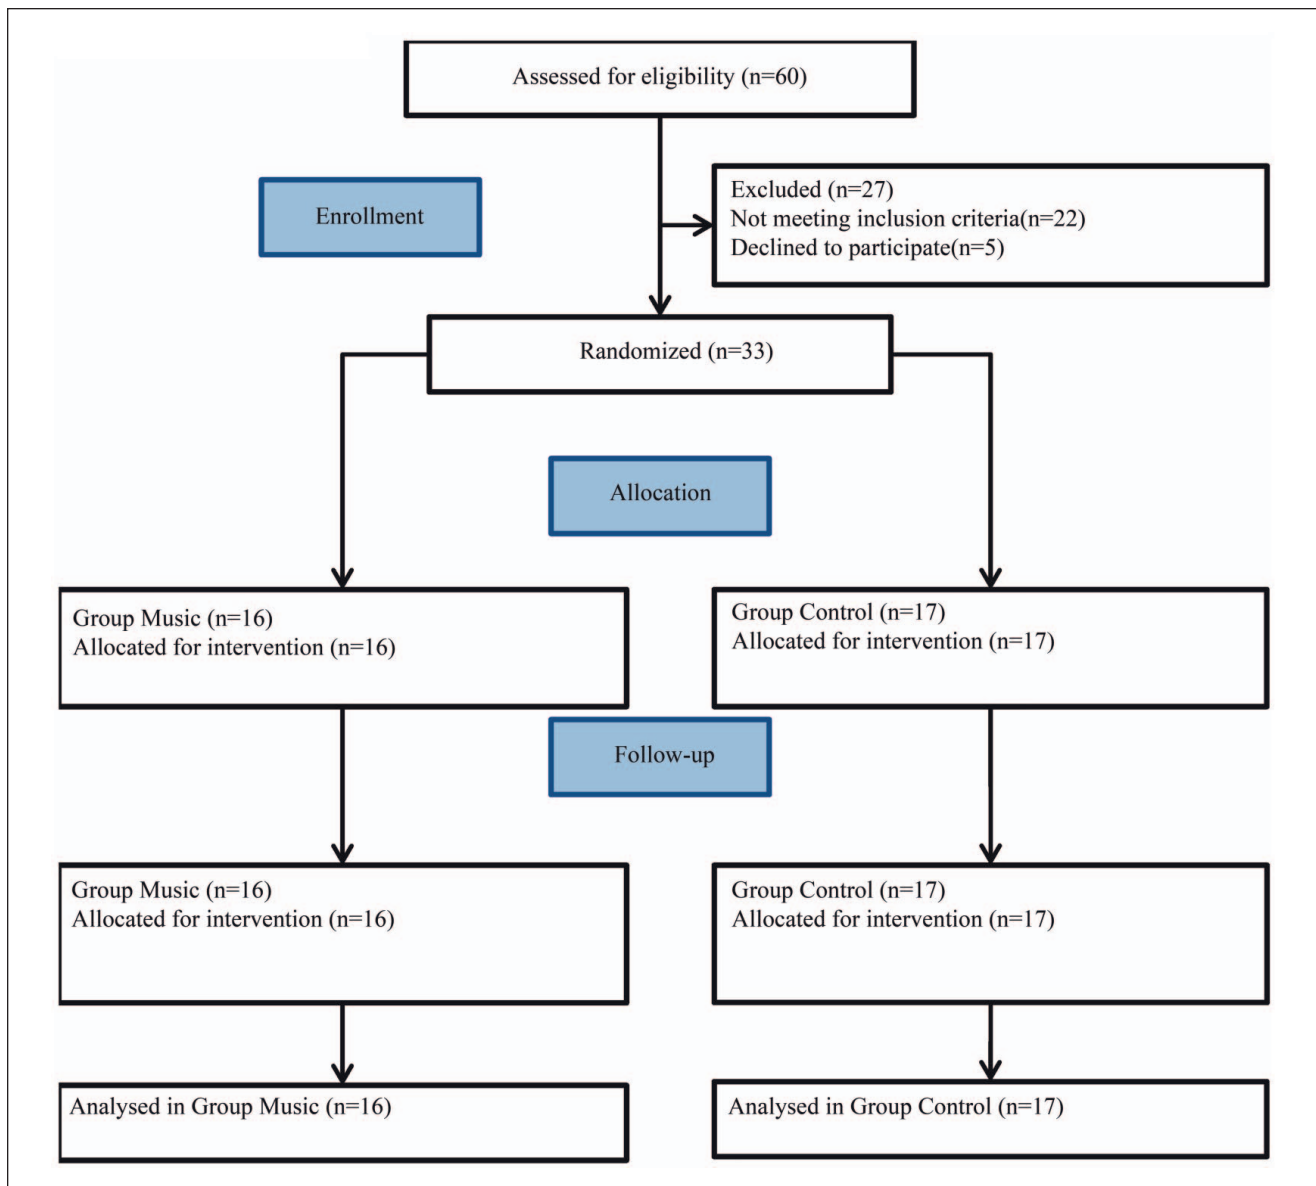 Assessed for eligibility (n=60)
Enrollment
Excluded (n=27)
Not meeting inclusion criteria(n=22)
Declined to participate(n=5)
Randomized (n=33)
Allocation
Group Music (n=16)
Allocated for intervention (n=16)
Group Control (n=17)
Allocated for intervention (n=17)
Follow-up
Group Music (n=16)
Allocated for intervention (n=16)
Group Control (n=17)
Allocated for intervention (n=17)
Analysed in Group Music (n=16)
Analysed in Group Control (n=17)